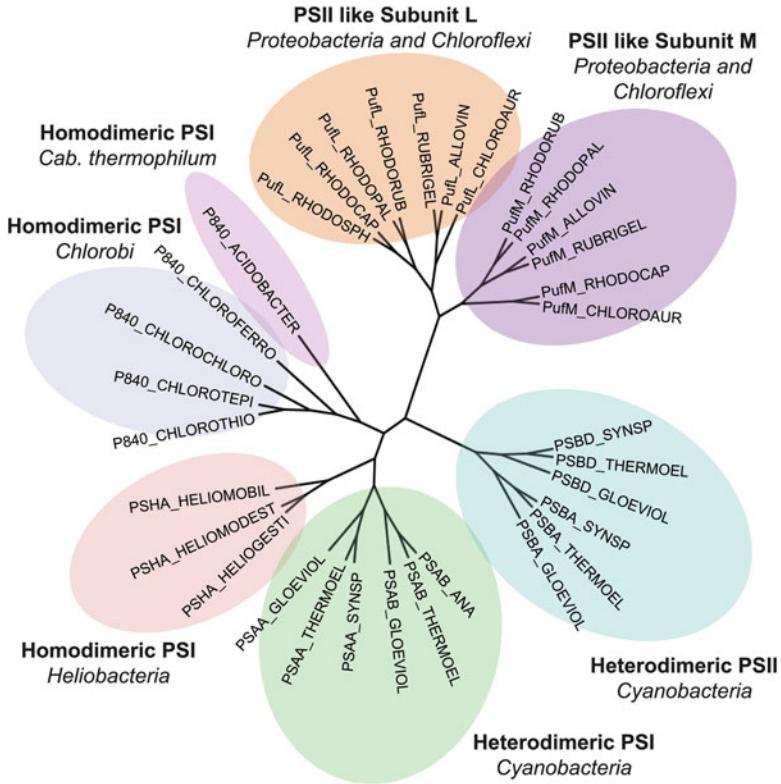 PSII like Subunit L
Proteobacteria and Chloroflexi
PSII like Subunit M
Proteobacteria and
Chloroflexi
Homodimeric PSI
Cab. thermophilum
Homodimeric PSI
Chlorobi
PufL_RHODOSPH
PufL_RHODOCAP
PufL_RHODOPAL
PufL_RHODORUB
PufL_RUBRIGEL
PufL_ALLOVIN
PufL_CHLOROAUR
PufM_RHODORUB
PufM_RHODOPAL
PufM_ALLOVIN
PufM_RUBRIGEL
PufM_RHODOCAP
PufM_CHLOROAUR
P840_ACIDOBACTER
P840_CHLOROFERRO
P840_CHLOROCHLORO
P840_CHLOROTEPI
P840_CHLOROTHIO
PSBD_SYNSP
PSBD_THERMOEL
PSBD_GLOEVIOL
PSBA_SYNSP
PSBA_THERMOEL
PSBA_GLOEVIOL
PSHA_HELIOMOBIL
PSHA_HELIOMODEST
PSHA_HELIOGESTI
PSAA_GLOEVIOL
PSAA_THERMOEL
PSAA_SYNSP
PSAB_GLOEVIOL
PSAB_THERMOEL
PSAB_ANA
Homodimeric PSI
Heliobacteria
Heterodimeric PSII
Cyanobacteria
Heterodimeric PSI
Cyanobacteria